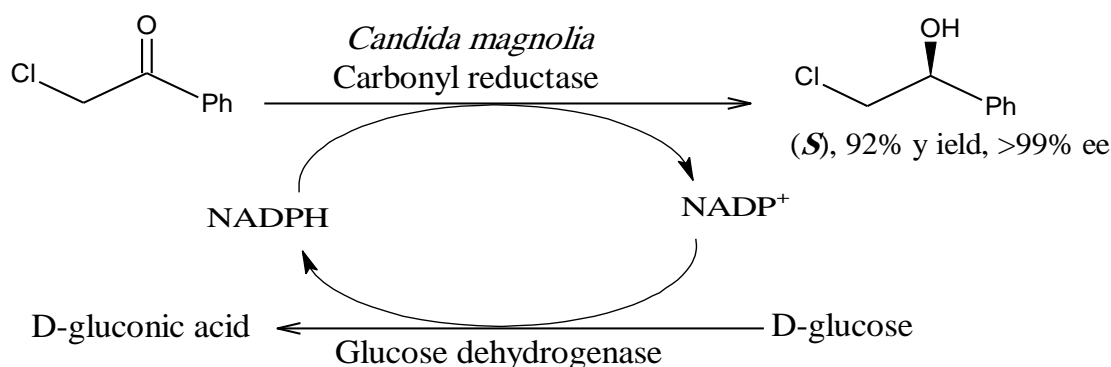 O
OH
Candida magnolia
Cl
Carbonyl reductase
Cl
Ph
Ph
(S), 92% y ield, >99% ee
NADPH
NADP+
D-gluconic acid
D-glucose
Glucose dehydrogenase